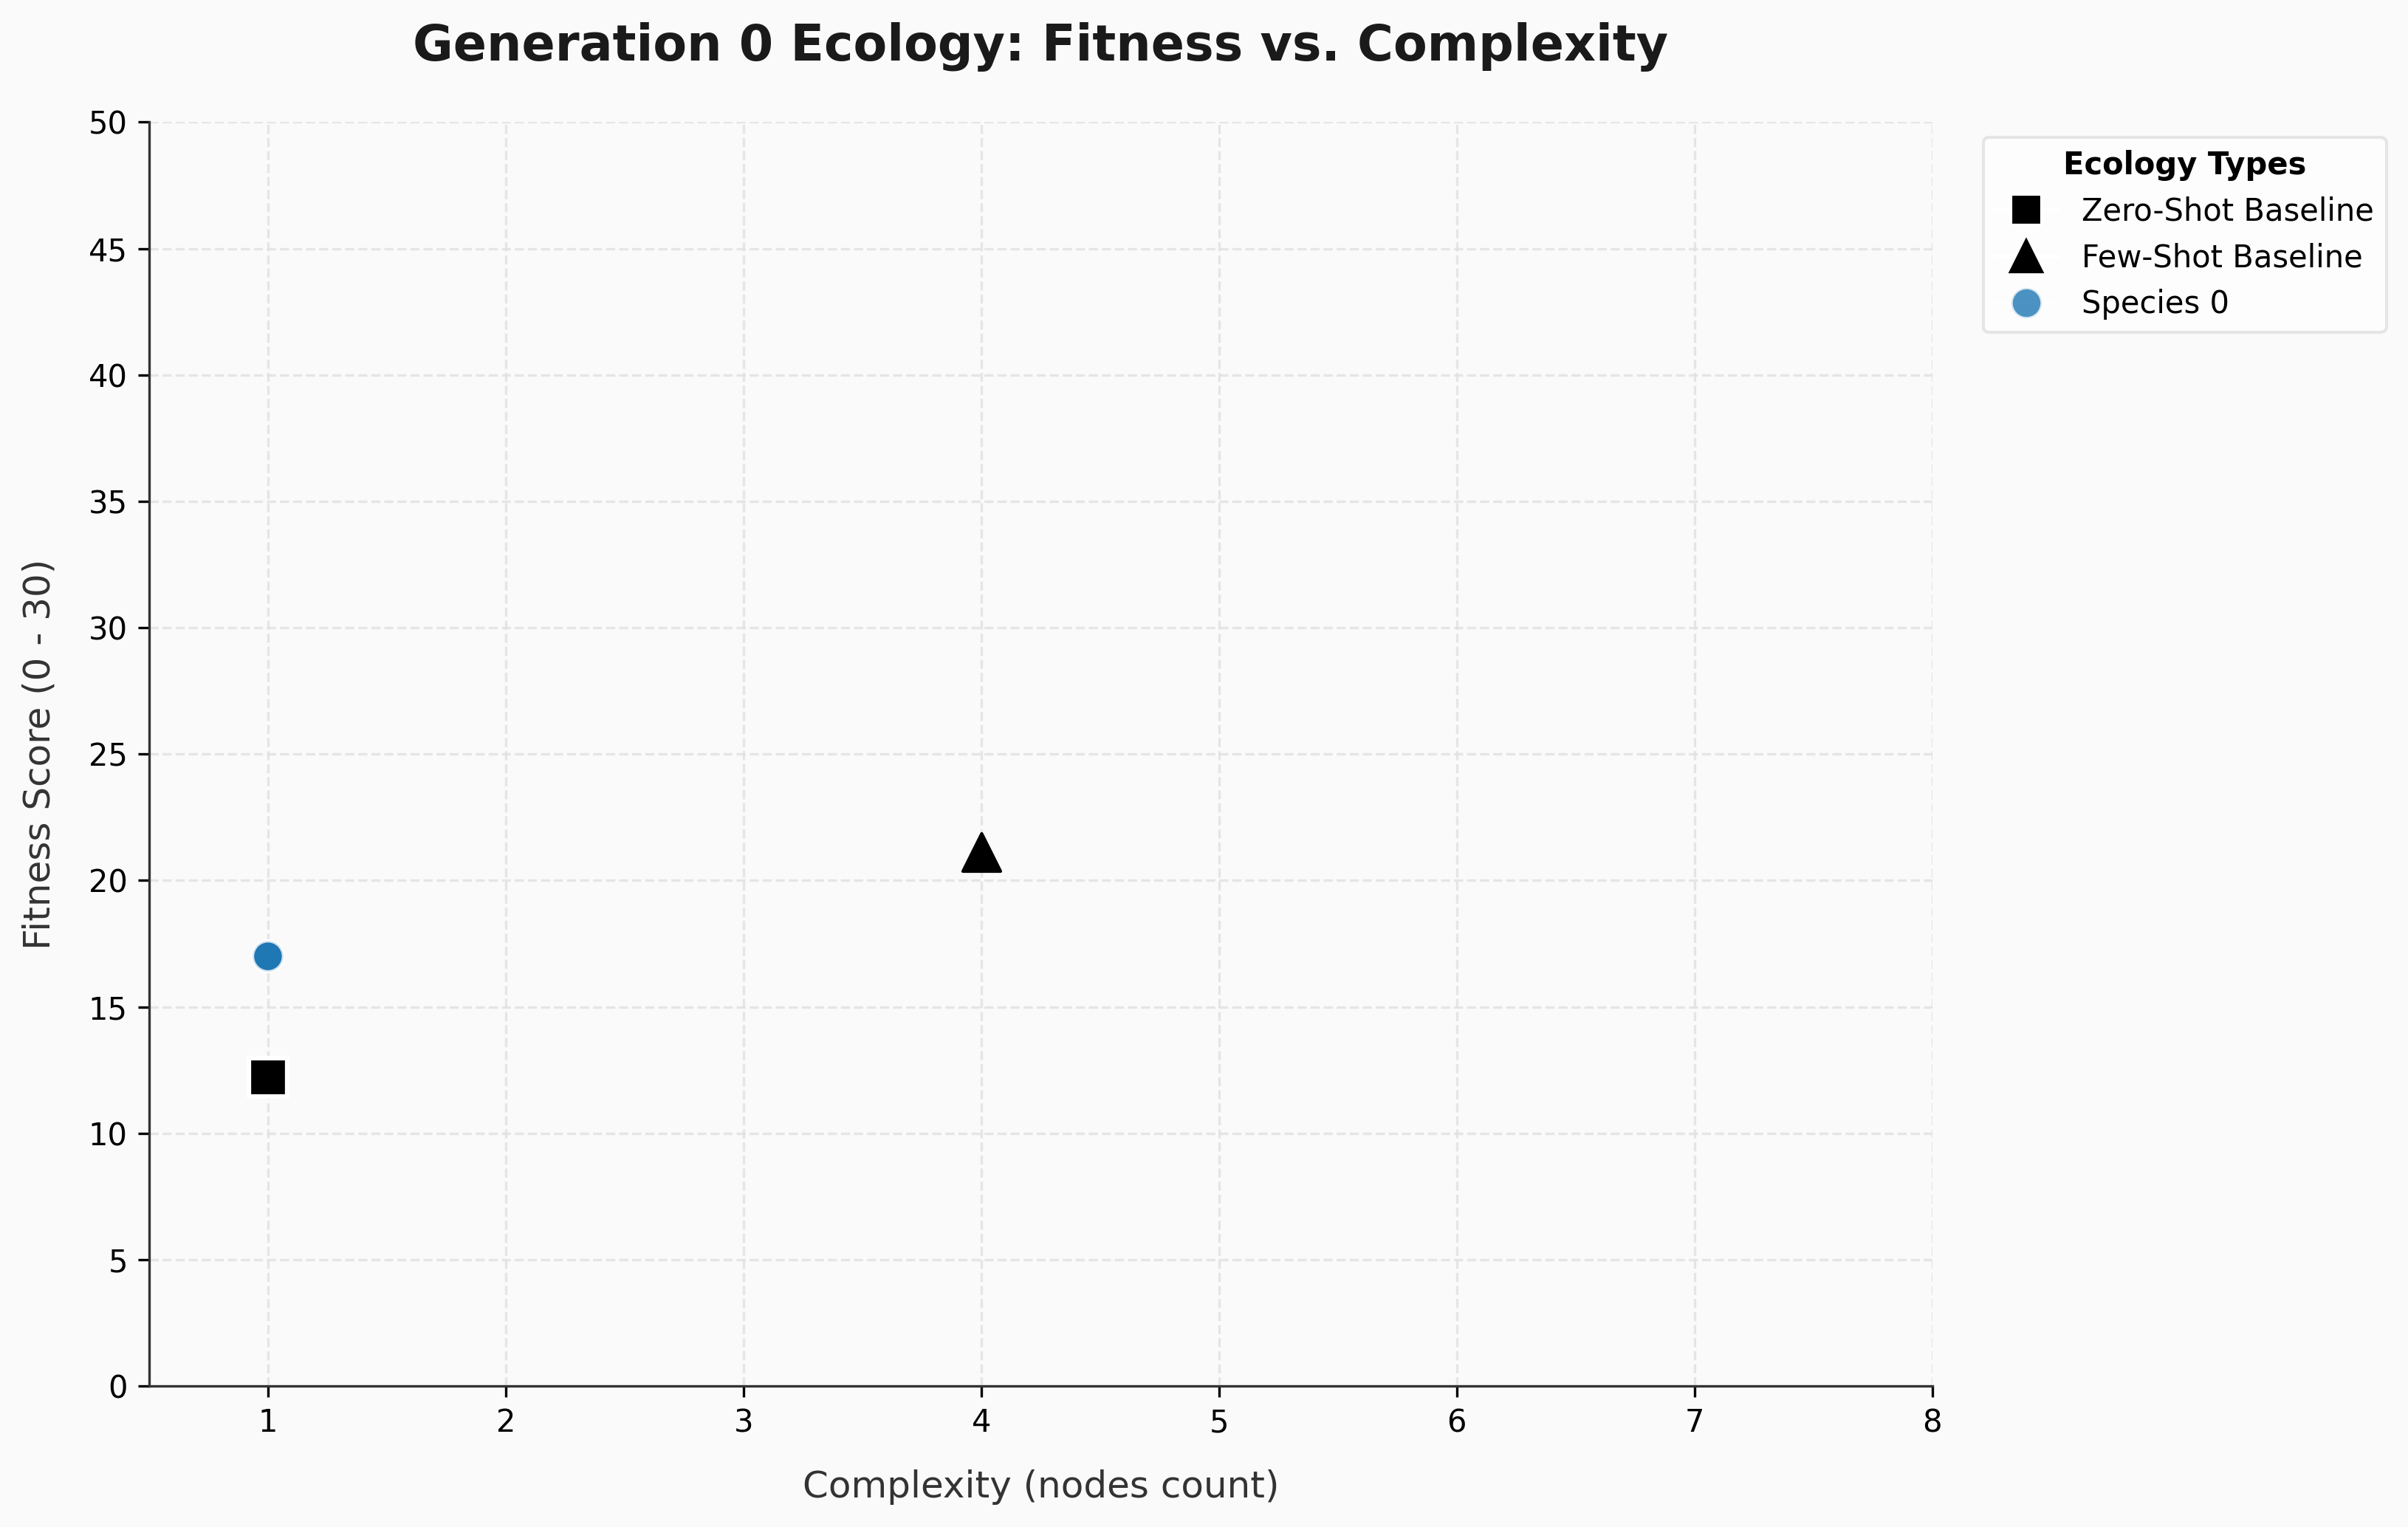 Generation 0 Ecology: Fitness vs. Complexity
50
45
40
35
30
25
20
15
10
5
0
Fitness Score (0 - 30)
1 2 3 4 5 6 7 8
Complexity (nodes count)
Ecology Types
Zero-Shot Baseline
Few-Shot Baseline
Species 0